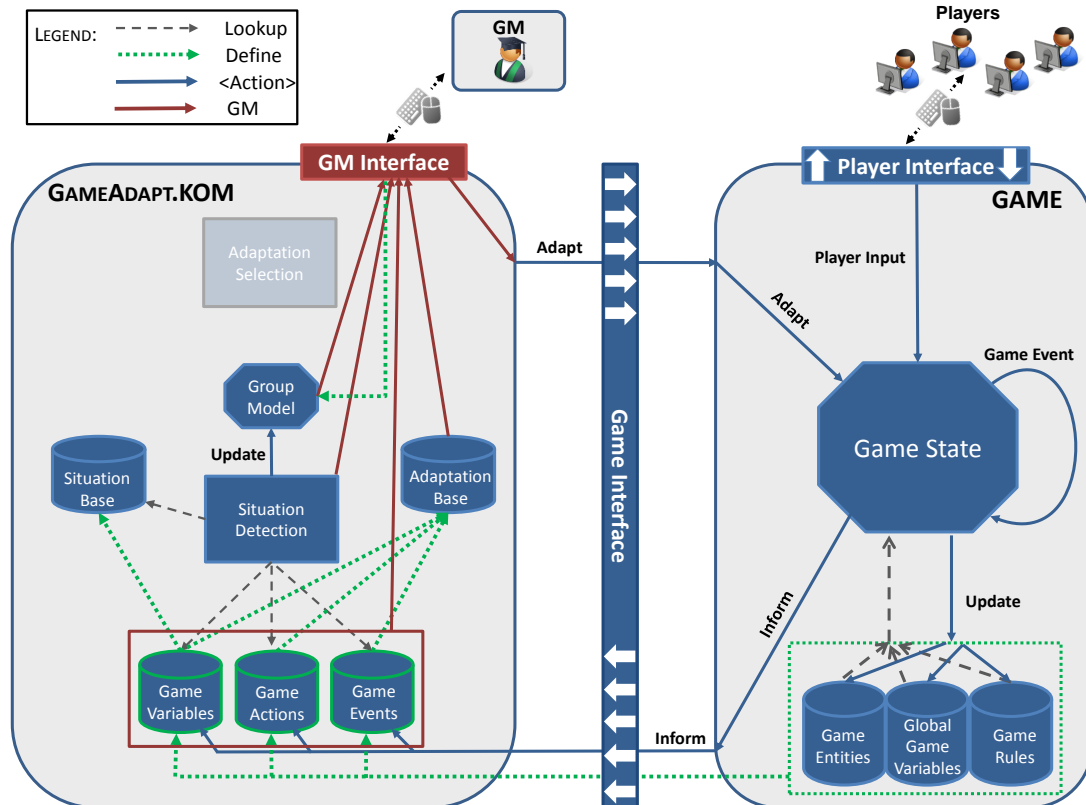 LEGEND:
Lookup
Define
<Action>
GM
GM
Players
GM Interface
Player Interface
GAMEADAPT.KOM
GAME
Adaptation
Selection
Adapt
Player Input
Adapt
Game Event
Group
Model
Game State
Update
Situation
Base
Adaptation
Base
Situation
Detection
Game Interface
Inform
Update
Game
Variables
Game
Actions
Game
Events
Inform
Game
Entities
Global
Game
Variables
Game
Rules